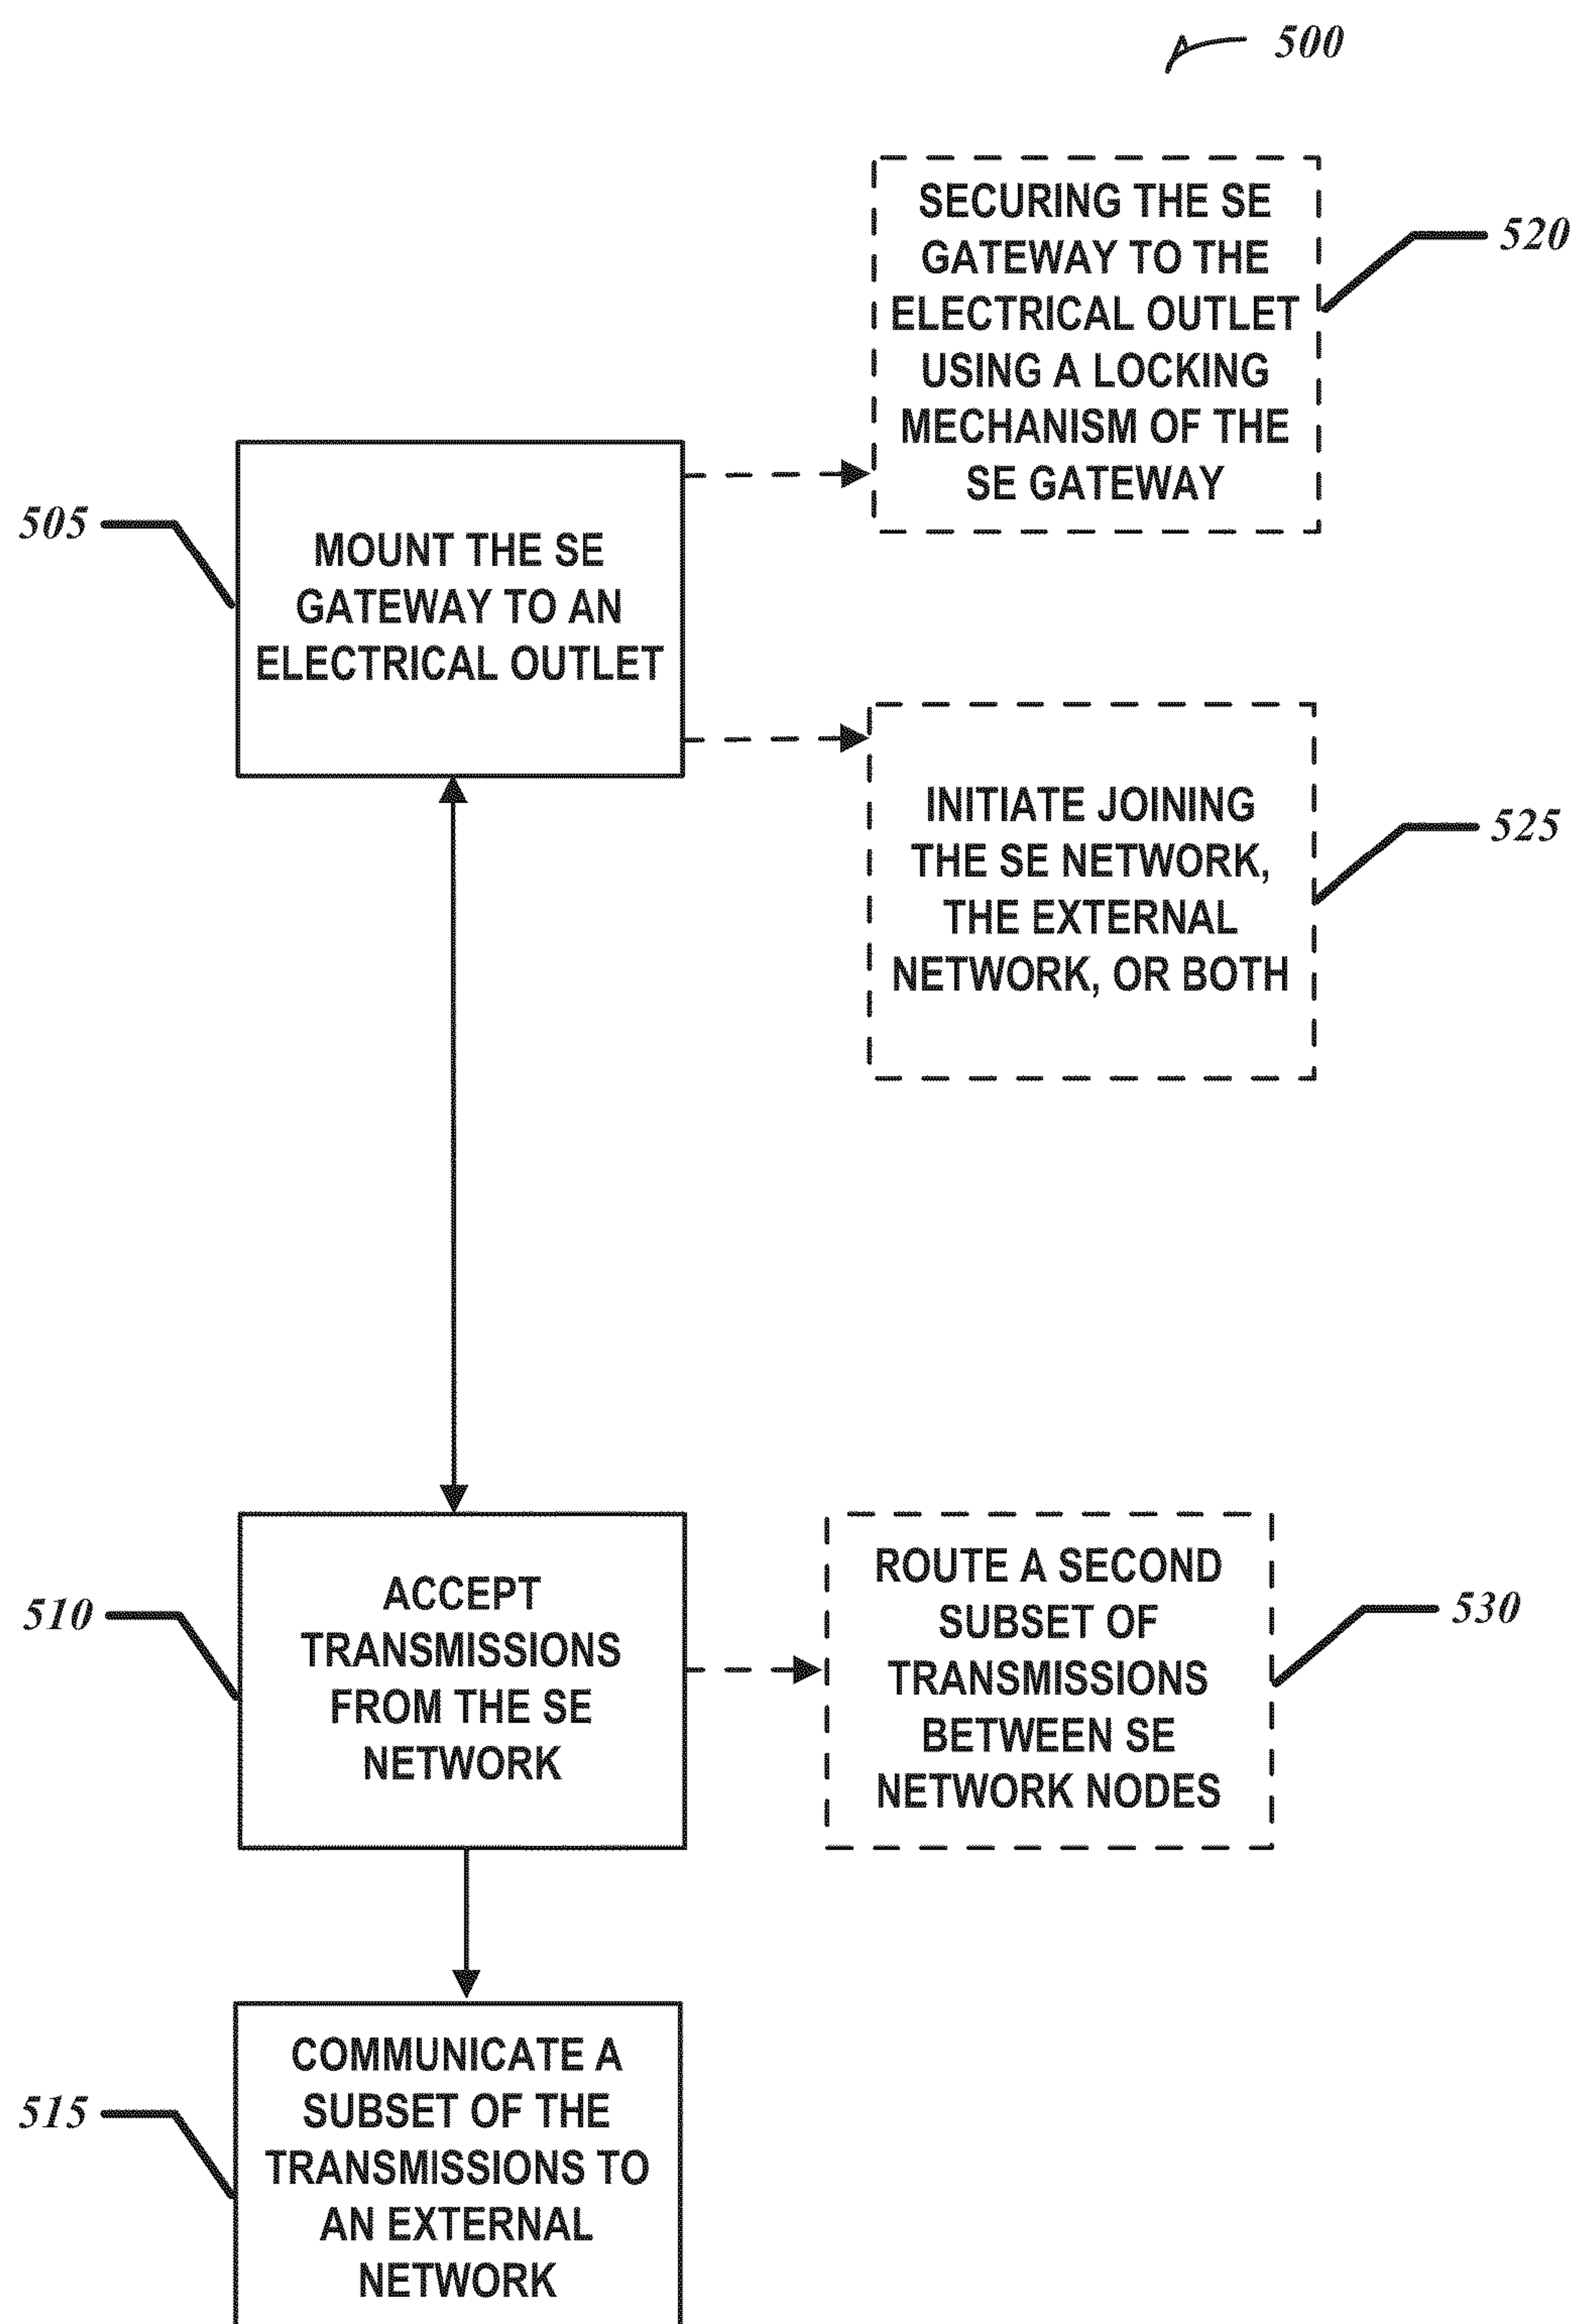 500
SECURING THE SE
GATEWAY TO THE
ELECTRICAL OUTLET
USING A LOCKING
MECHANISM OF THE
SE GATEWAY
520
505
MOUNT THE SE
GATEWAY TO AN
ELECTRICAL OUTLET
INITIATE JOINING
THE SE NETWORK,
THE EXTERNAL
NETWORK, OR BOTH
525
510
ACCEPT
TRANSMISSIONS
FROM THE SE
NETWORK
ROUTE A SECOND
SUBSET OF
TRANSMISSIONS
BETWEEN SE
NETWORK NODES
530
515
COMMUNICATE A
SUBSET OF THE
TRANSMISSIONS TO
AN EXTERNAL
NETWORK